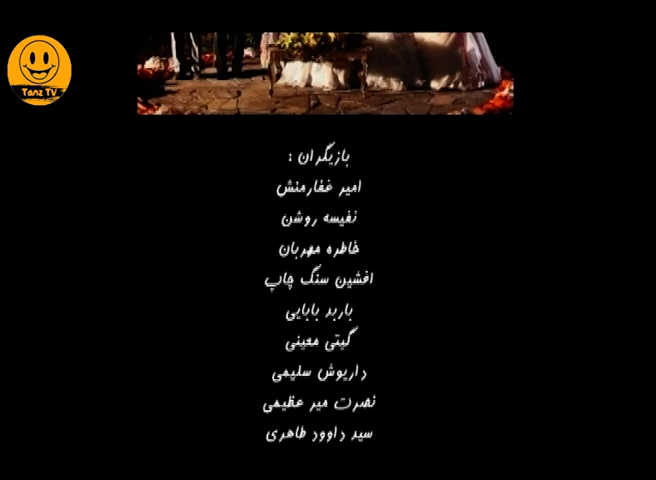 Tanz TV
بازیگران :
امیر غفارمنش
نفیسه روشن
خاطره مهربان
افشین سنگ چاپ
باربد بابایی
گیتی معینی
داریوش سلیمی
نصرت میر عظیمی
سید داوود طاهری